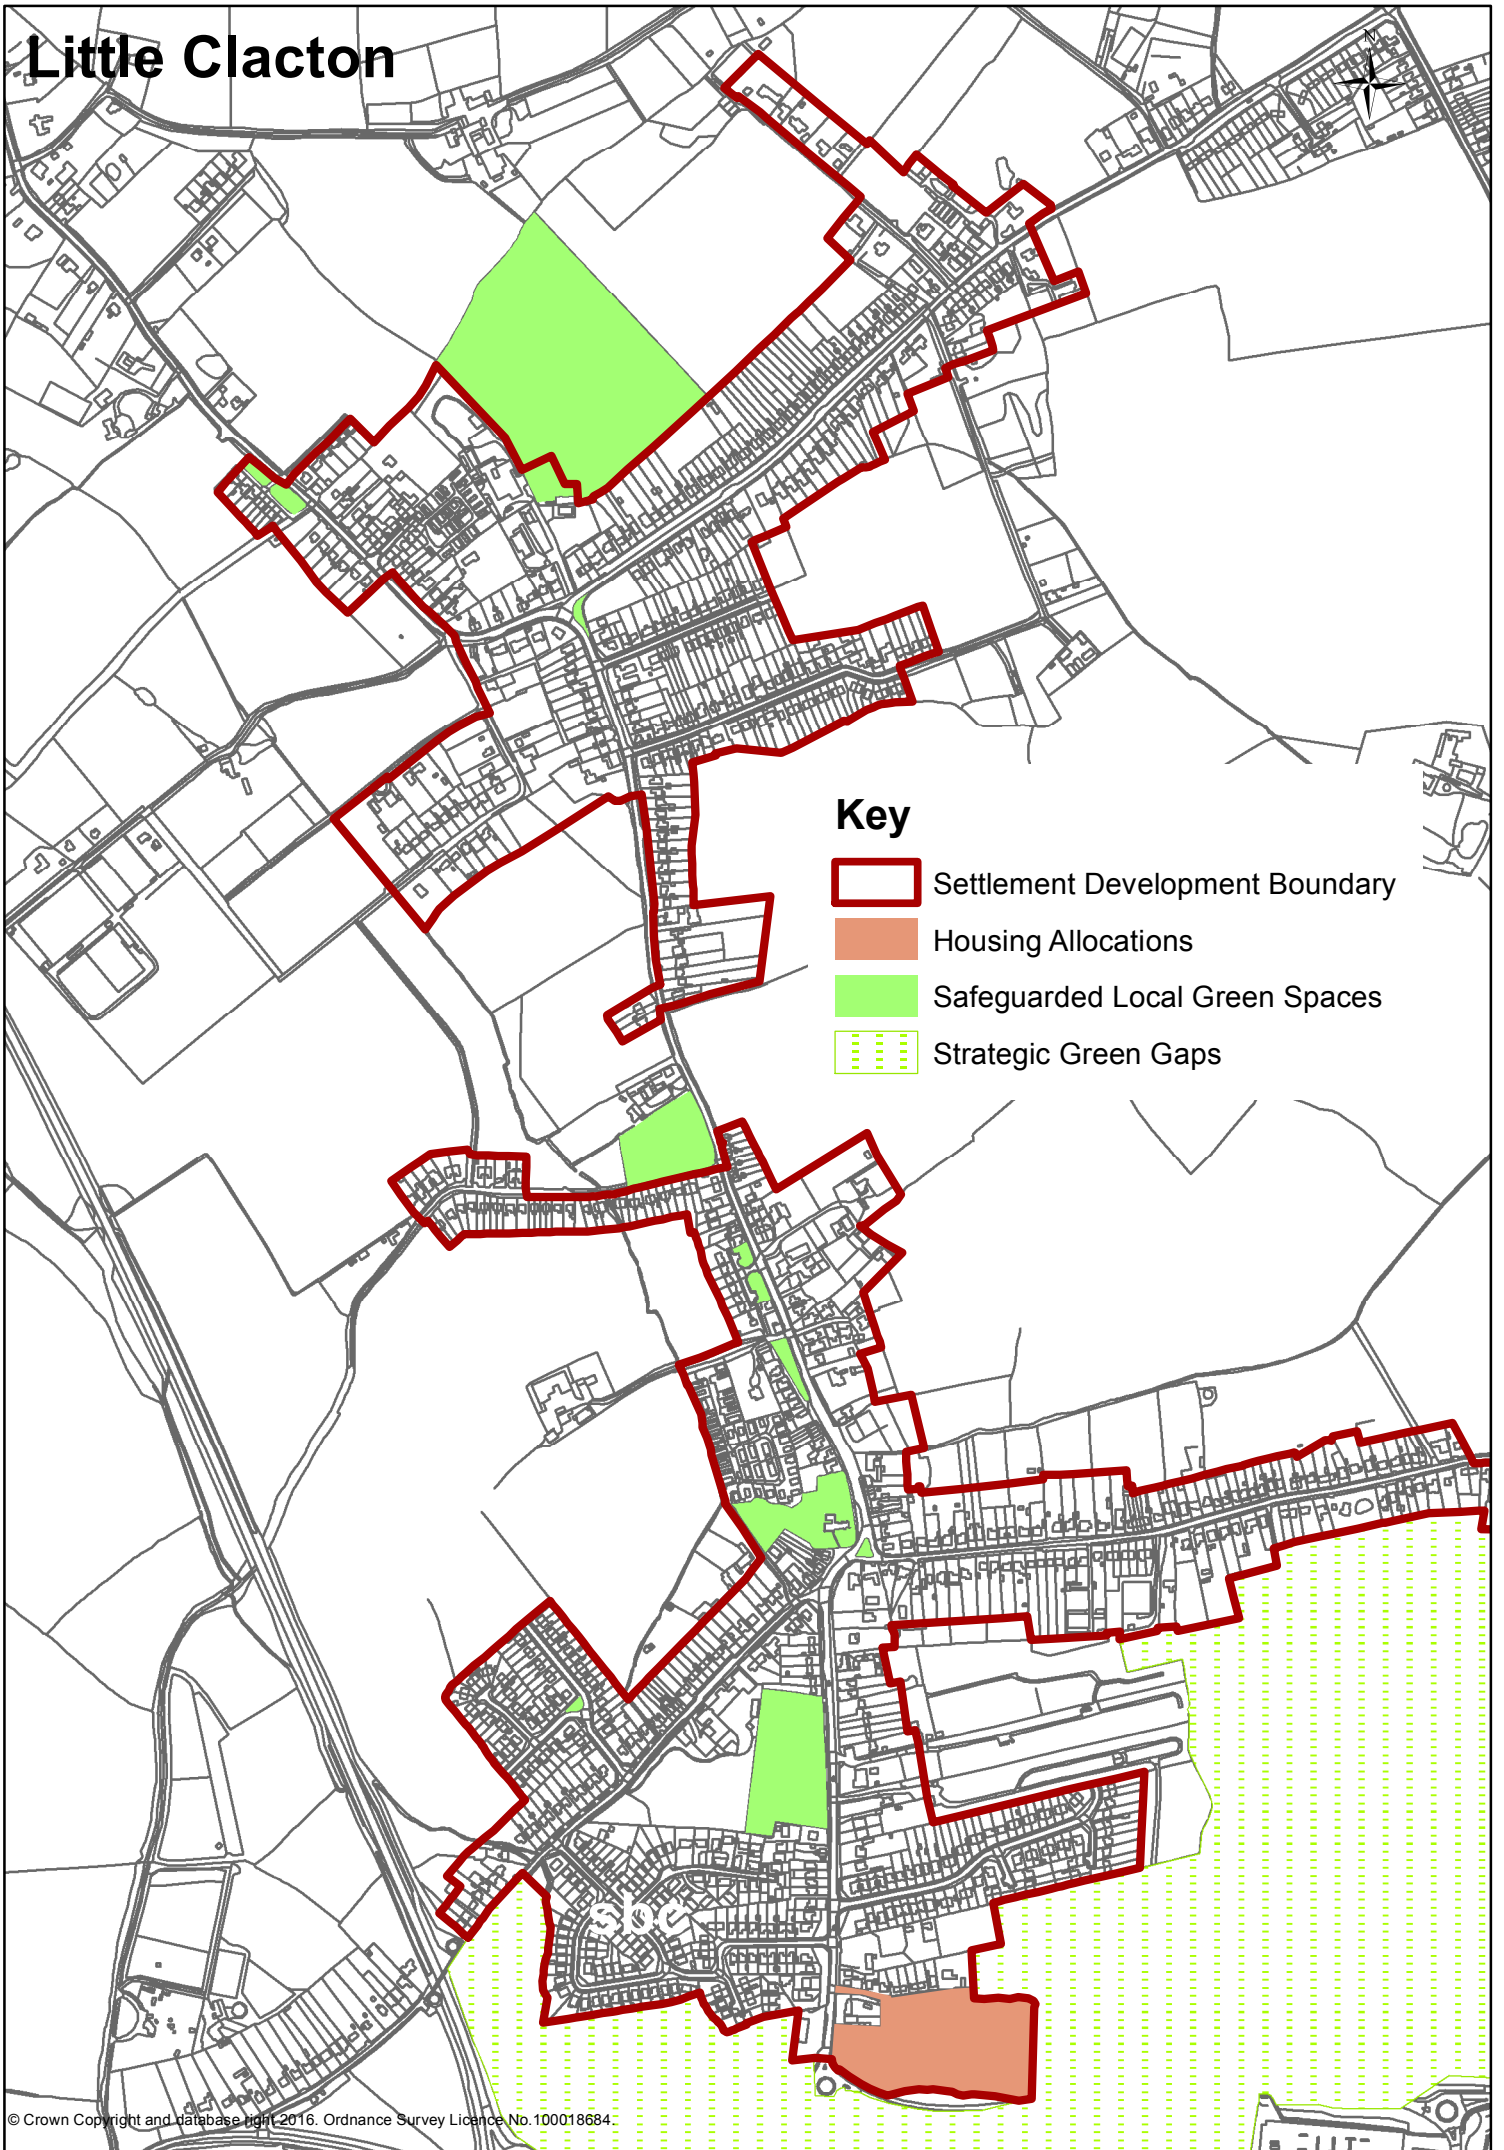 Little Clacton
N
Key
Settlement Development Boundary
Housing Allocations
Safeguarded Local Green Spaces
Strategic Green Gaps
sbc
© Crown Copyright and database right 2016. Ordnance Survey Licence No.100018684.